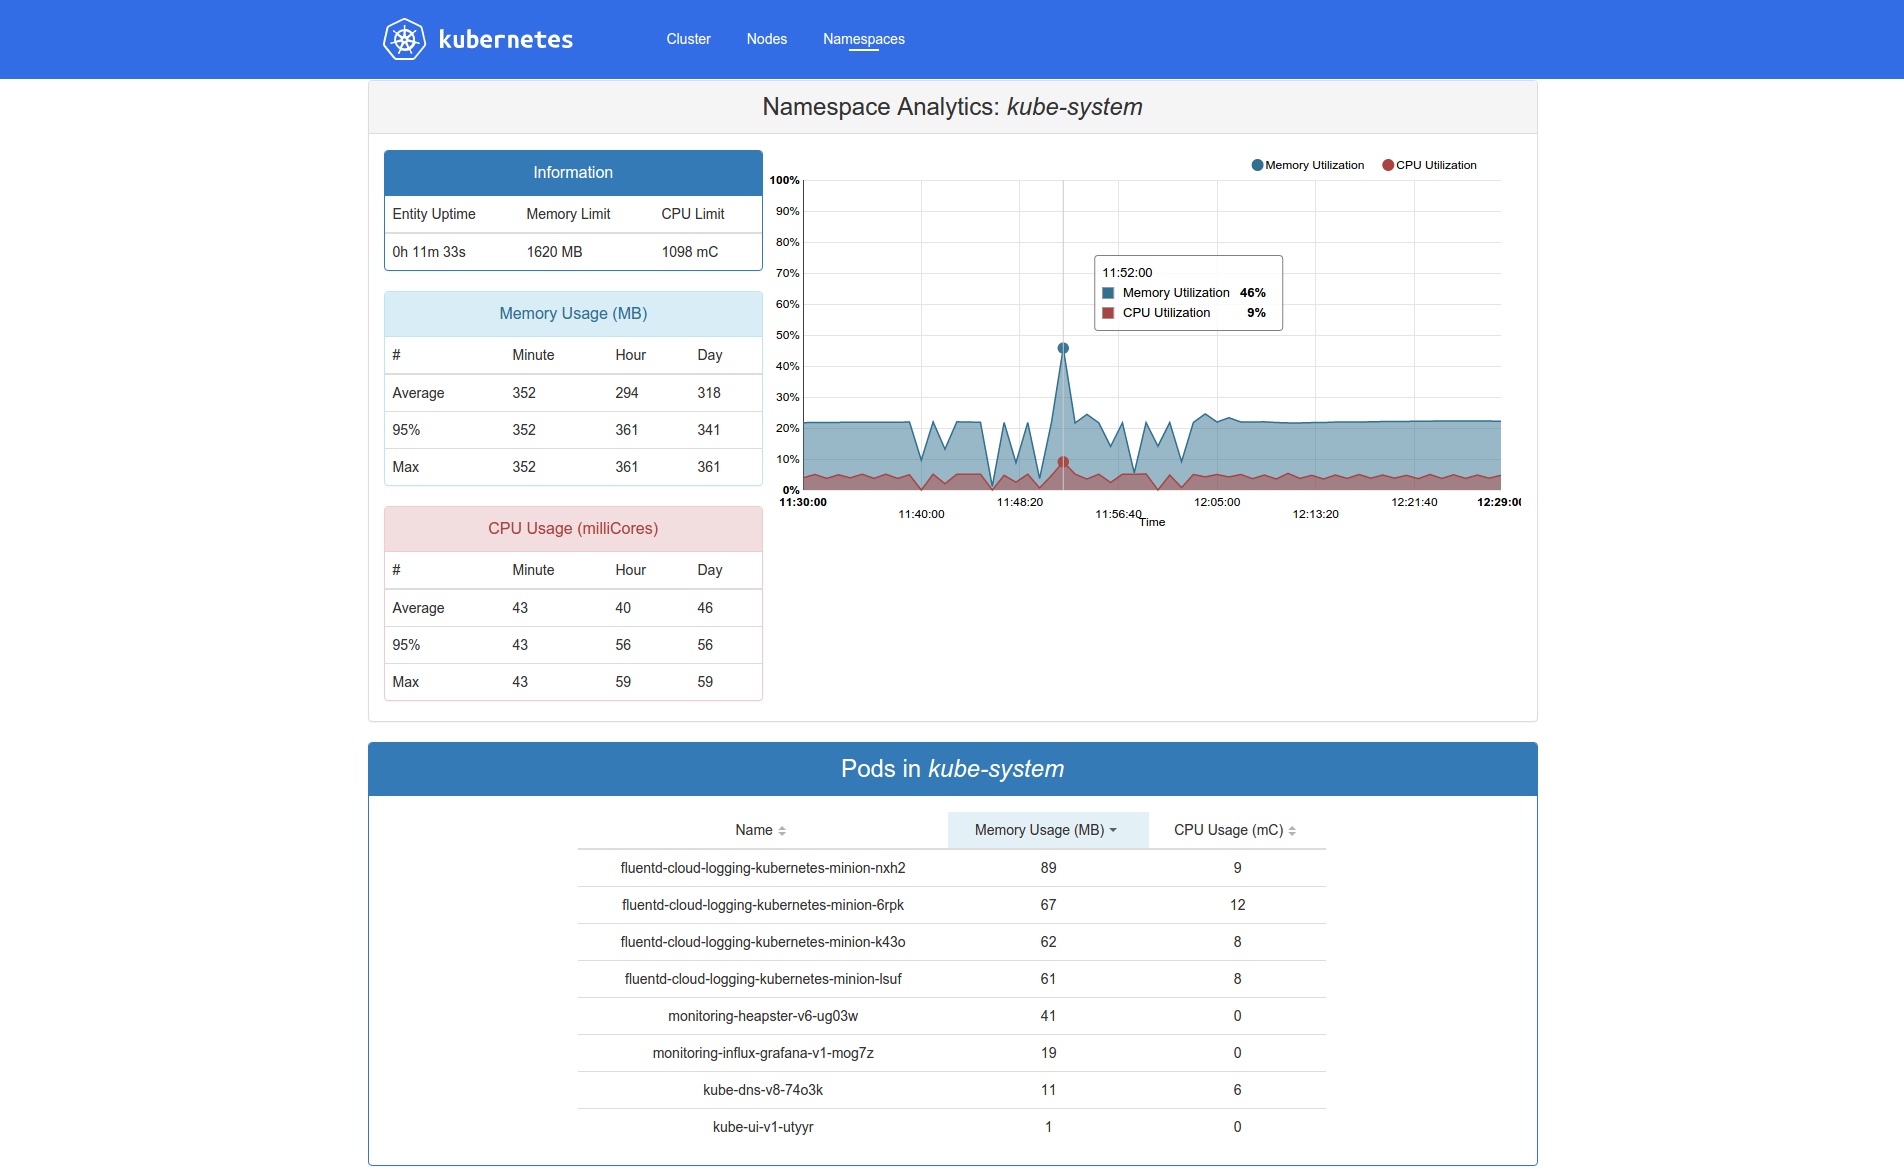 kubernetes Cluster Nodes Namespaces
Namespace Analytics: kube-system
Information
Entity Uptime Memory Limit CPU Limit
0h 11m 33s 1620 MB 1098 mC
Memory Usage (MB)
# Minute Hour Day
Average 352 294 318
95% 352 361 341
Max 352 361 361
CPU Usage (milliCores)
# Minute Hour Day
Average 43 40 46
95% 43 56 56
Max 43 59 59
Memory Utilization CPU Utilization
100%
90%
80%
70%
60%
50%
40%
30%
20%
10%
0%
11:52:00
Memory Utilization 46%
CPU Utilization 9%
11:30:00 11:48:20 12:05:00 12:21:40 12:29:00
11:40:00 11:56:40 12:13:20
Time
Pods in kube-system
Name Memory Usage (MB) CPU Usage (mC)
fluentd-cloud-logging-kubernetes-minion-nxh2 89 9
fluentd-cloud-logging-kubernetes-minion-6rpk 67 12
fluentd-cloud-logging-kubernetes-minion-k43o 62 8
fluentd-cloud-logging-kubernetes-minion-lsuf 61 8
monitoring-heapster-v6-ug03w 41 0
monitoring-influx-grafana-v1-mog7z 19 0
kube-dns-v8-74o3k 11 6
kube-ui-v1-utyyr 1 0